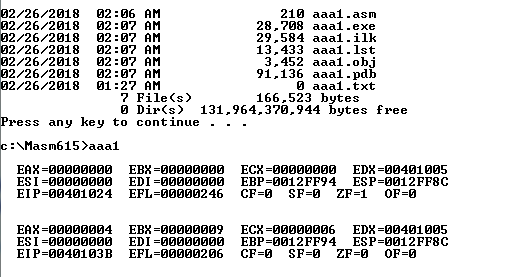 02/26/2018  02:06 AM               210 aaa1.asm
02/26/2018  02:07 AM            28,708 aaa1.exe
02/26/2018  02:07 AM            29,584 aaa1.ilk
02/26/2018  02:07 AM            13,433 aaa1.lst
02/26/2018  02:07 AM             3,452 aaa1.obj
02/26/2018  02:07 AM            91,136 aaa1.pdb
02/26/2018  01:27 AM                 0 aaa1.txt
               7 File(s)        166,523 bytes
               0 Dir(s)  131,964,370,944 bytes free
Press any key to continue . . .
c:\Masm615>aaa1
  EAX=00000000  EBX=00000000  ECX=00000000  EDX=00401005
  ESI=00000000  EDI=00000000  EBP=0012FF94  ESP=0012FF8C
  EIP=00401024  EFL=00000246  CF=0  SF=0  ZF=1  OF=0
  EAX=00000004  EBX=00000009  ECX=00000006  EDX=00401005
  ESI=00000000  EDI=00000000  EBP=0012FF94  ESP=0012FF8C
  EIP=0040103B  EFL=00000206  CF=0  SF=0  ZF=0  OF=0